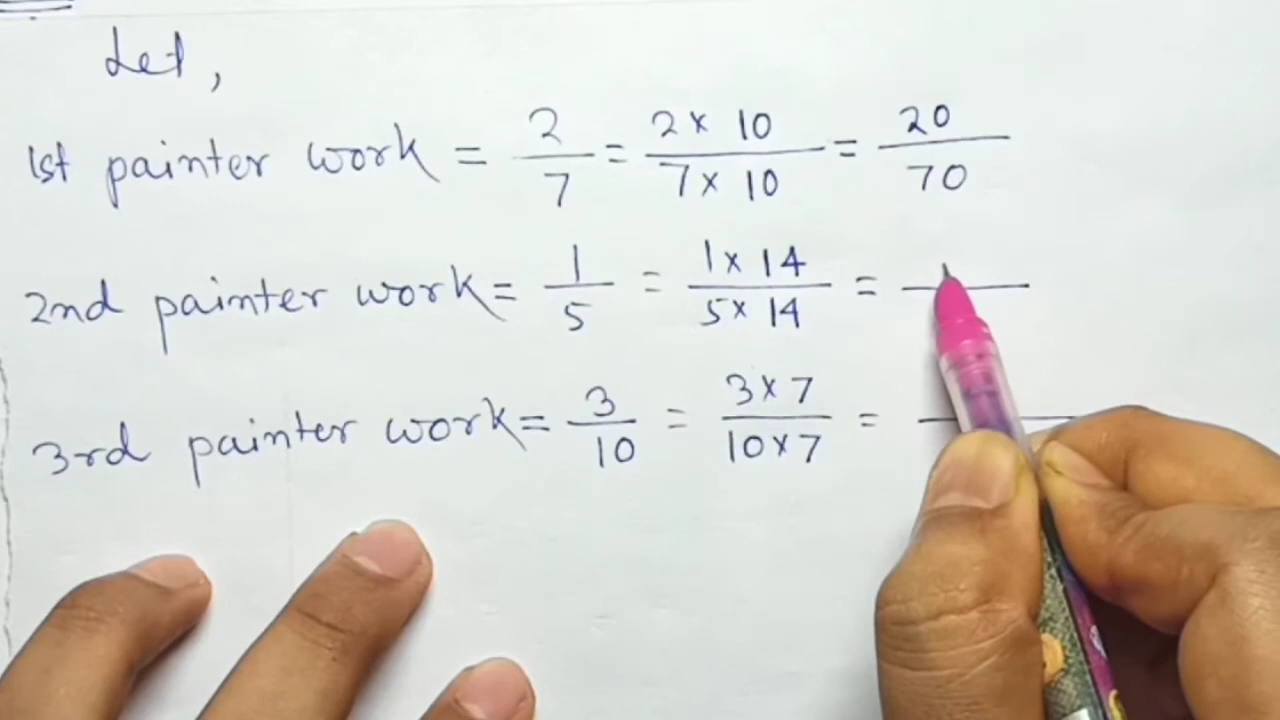 Let,
1st painter work = 2/7 = 2 × 10/7 × 10 = 20/70
2nd painter work = 1/5 = 1 × 14/5 × 14 =
3rd painter work = 3/10 = 3 × 7/10 × 7 =